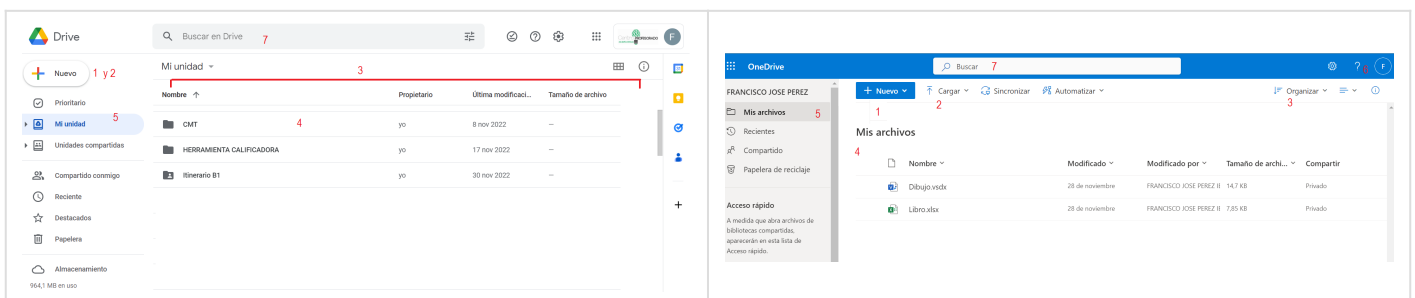 Drive
Buscar en Drive
7
F
Nuevo
1 y 2
Mi unidad
3
Prioritario
Mi unidad
5
Unidades compartidas
Compartido conmigo
Reciente
Destacados
Papelera
Almacenamiento
964,1 MB en uso
Nombre
Propietario
Última modificaci...
Tamaño de archivo
CMT
4
yo
8 nov 2022
—
HERRAMIENTA CALIFICADORA
yo
17 nov 2022
—
Itinerario B1
yo
30 nov 2022
—
OneDrive
Buscar
7
?
F
FRANCISCO JOSE PEREZ
Mis archivos
5
Recientes
Compartido
Papelera de reciclaje
Acceso rápido
A medida que abra archivos de
bibliotecas compartidas,
aparecerán en esta lista de
Acceso rápido.
Nuevo
Cargar
Sincronizar
Automatizar
Organizar
1
2
3
Mis archivos
4
Nombre
Modificado
Modificado por
Tamaño de archi...
Compartir
Dibujo.vsdx
28 de noviembre
FRANCISCO JOSE PEREZ
14,7 KB
Privado
Libro.xlsx
28 de noviembre
FRANCISCO JOSE PEREZ
7,85 KB
Privado